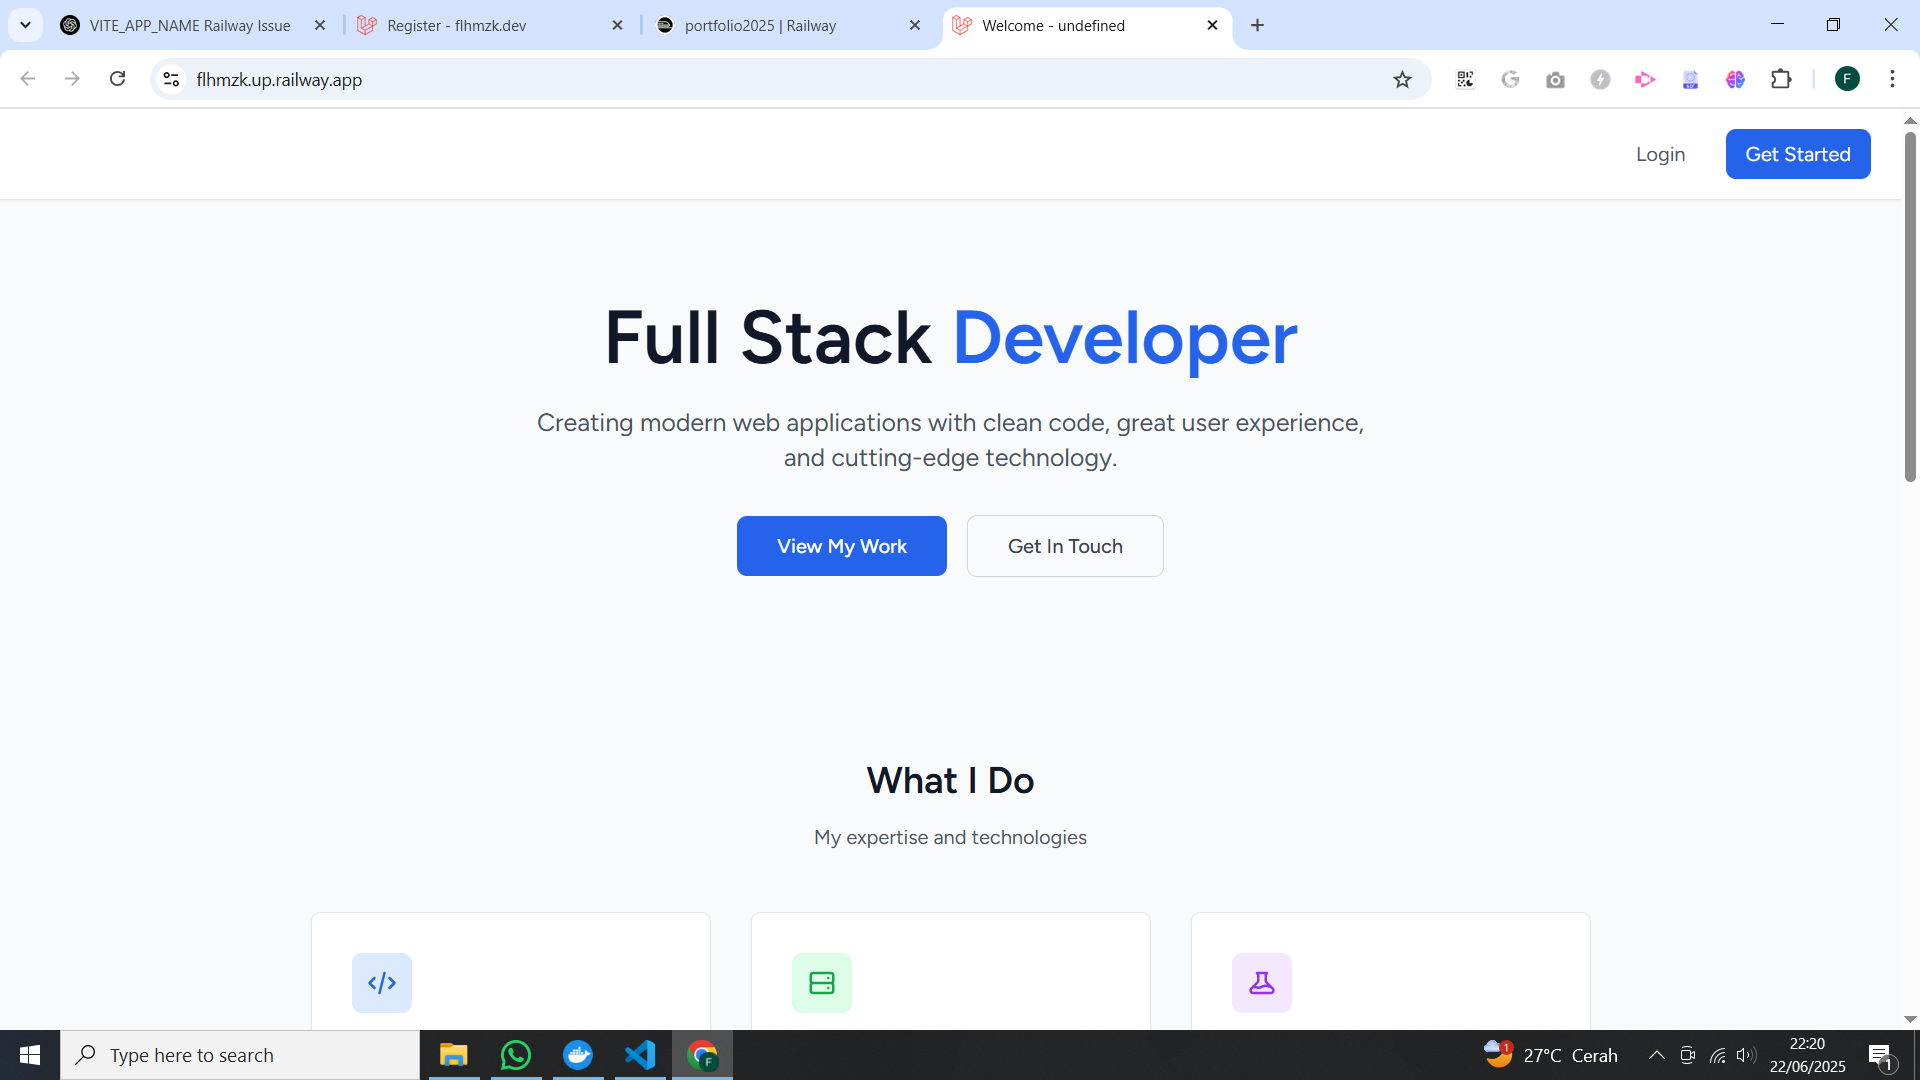 VITE_APP_NAME Railway Issue
Register - flhmzk.dev
portfolio2025 | Railway
Welcome - undefined
flhmzk.up.railway.app
F
Login
Get Started
Full Stack Developer
Creating modern web applications with clean code, great user experience,
and cutting-edge technology.
View My Work
Get In Touch
What I Do
My expertise and technologies
Type here to search
F
1
27°C Cerah
22:20
22/06/2025
1